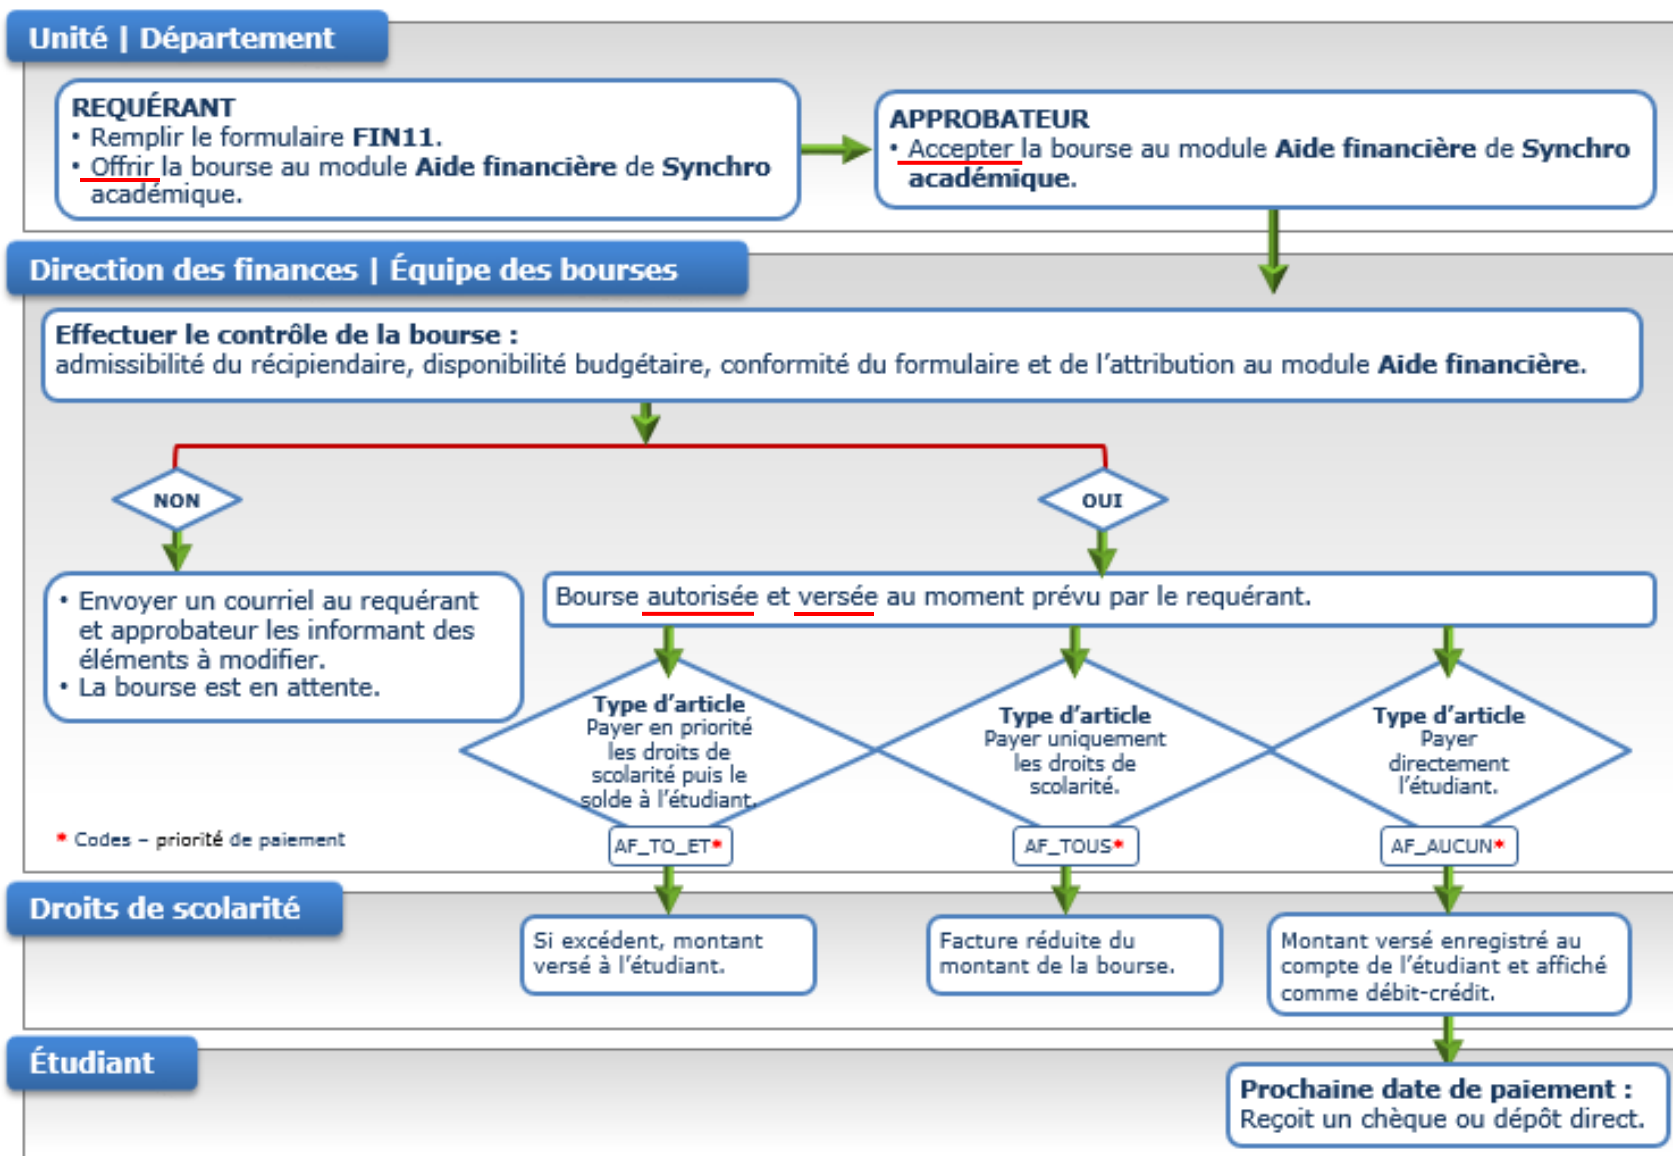 Unité | Département
REQUÉRANT
• Remplir le formulaire FIN11.
• Offrir la bourse au module Aide financière de Synchro
académique.
APPROBATEUR
• Accepter la bourse au module Aide financière de Synchro
académique.
Direction des finances | Équipe des bourses
Effectuer le contrôle de la bourse :
admissibilité du récipiendaire, disponibilité budgétaire, conformité du formulaire et de l'attribution au module Aide financière.
NON
OUI
• Envoyer un courriel au requérant
et approbateur les informant des
éléments à modifier.
• La bourse est en attente.
Bourse autorisée et versée au moment prévu par le requérant.
Type d'article
Payer en priorité
les droits de
scolarité puis le
solde à l'étudiant.
Type d'article
Payer uniquement
les droits de
scolarité.
Type d'article
Payer
directement
l'étudiant.
* Codes – priorité de paiement
AF_TO_ET*
AF_TOUS*
AF_AUCUN*
Droits de scolarité
Si excédent, montant
versé à l'étudiant.
Facture réduite du
montant de la bourse.
Montant versé enregistré au
compte de l'étudiant et affiché
comme débit-crédit.
Étudiant
Prochaine date de paiement :
Reçoit un chèque ou dépôt direct.